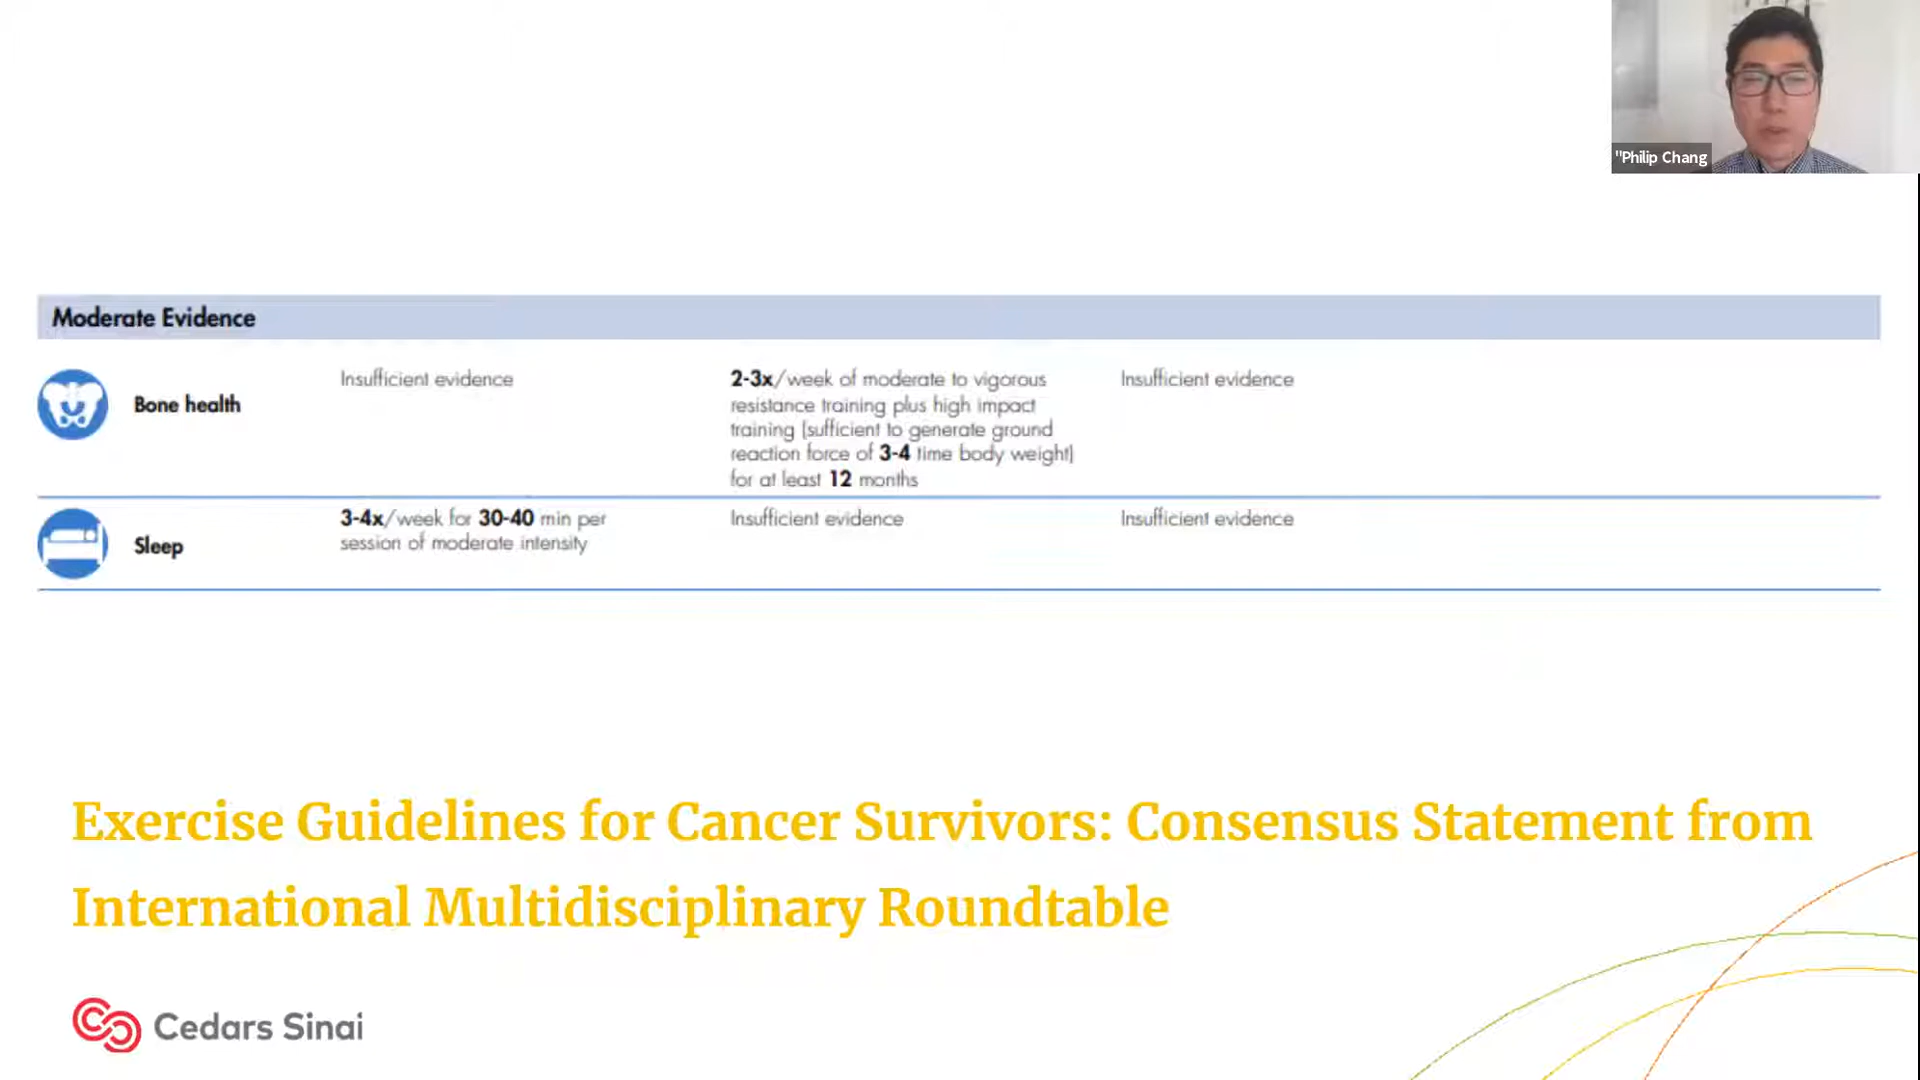 "Philip Chang
Moderate Evidence
Bone health
Insufficient evidence
2-3x/week of moderate to vigorous
resistance training plus high impact
training (sufficient to generate ground
reaction force of 3-4 time body weight)
for at least 12 months
Insufficient evidence
Sleep
3-4x/week for 30-40 min per
session of moderate intensity
Insufficient evidence
Insufficient evidence
Exercise Guidelines for Cancer Survivors: Consensus Statement from
International Multidisciplinary Roundtable
Cedars Sinai